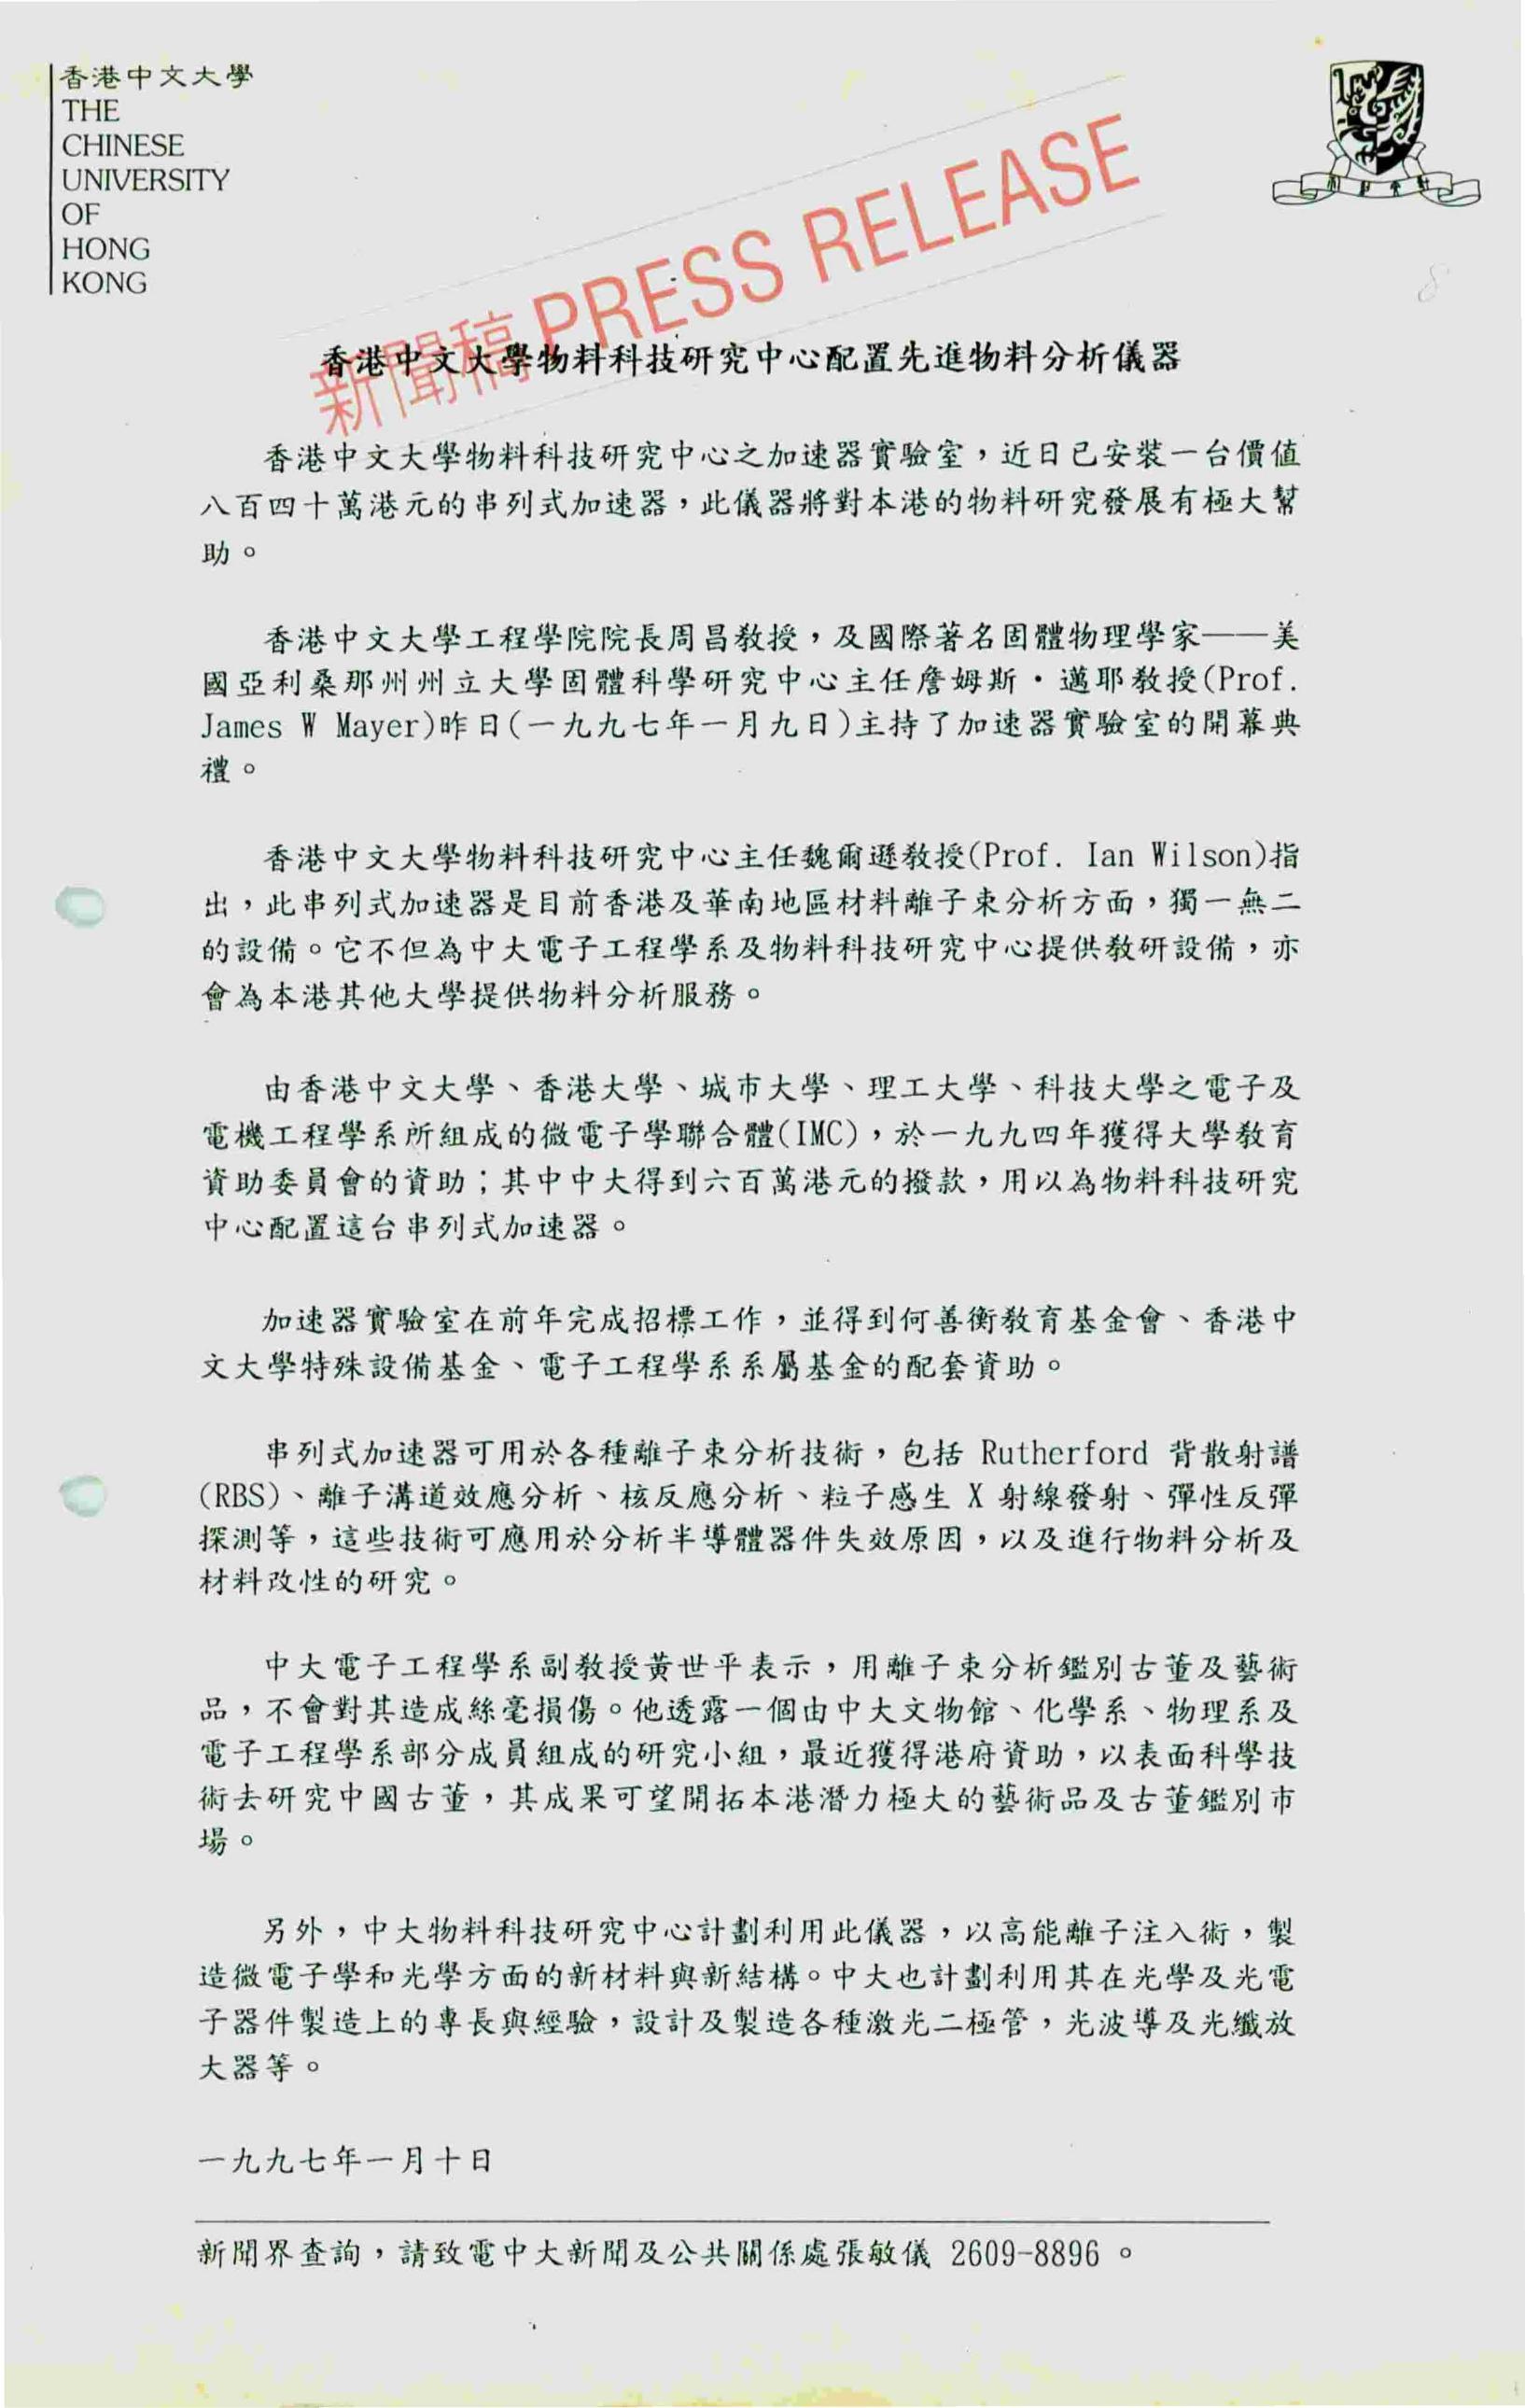 香港中文大學
THE
CHINESE
UNIVERSITY
OF
HONG
KONG
新聞稿 PRESS RELEASE
8
香港中文大學物料科技研究中心配置先進物料分析儀器
香港中文大學物料科技研究中心之加速器實驗室，近日已安裝一台價值
八百四十萬港元的串列式加速器，此儀器將對本港的物料研究發展有極大幫
助。
香港中文大學工程學院院長周昌教授，及國際著名固體物理學家──美
國亞利桑那州州立大學固體科學研究中心主任詹姆斯·邁耶教授(Prof.
James W Mayer)昨日(一九九七年一月九日)主持了加速器實驗室的開幕典
禮。
香港中文大學物料科技研究中心主任魏爾遜教授(Prof. Ian Wilson)指
出，此串列式加速器是目前香港及華南地區材料離子束分析方面，獨一無二
的設備。它不但為中大電子工程學系及物料科技研究中心提供教研設備，亦
會為本港其他大學提供物料分析服務。
由香港中文大學、香港大學、城市大學、理工大學、科技大學之電子及
電機工程學系所組成的微電子學聯合體(IMC)，於一九九四年獲得大學教育
資助委員會的資助；其中中大得到六百萬港元的撥款，用以為物料科技研究
中心配置這台串列式加速器。
加速器實驗室在前年完成招標工作，並得到何善衡教育基金會、香港中
文大學特殊設備基金、電子工程學系系屬基金的配套資助。
串列式加速器可用於各種離子束分析技術，包括 Rutherford 背散射譜
(RBS)、離子溝道效應分析、核反應分析、粒子感生 X 射線發射、彈性反彈
探測等，這些技術可應用於分析半導體器件失效原因，以及進行物料分析及
材料改性的研究。
中大電子工程學系副教授黃世平表示，用離子束分析鑑別古董及藝術
品，不會對其造成絲毫損傷。他透露一個由中大文物館、化學系、物理系及
電子工程學系部分成員組成的研究小組，最近獲得港府資助，以表面科學技
術去研究中國古董，其成果可望開拓本港潛力極大的藝術品及古董鑑別市
場。
另外，中大物料科技研究中心計劃利用此儀器，以高能離子注入術，製
造微電子學和光學方面的新材料與新結構。中大也計劃利用其在光學及光電
子器件製造上的專長與經驗，設計及製造各種激光二極管，光波導及光纖放
大器等。
一九九七年一月十日
新聞界查詢，請致電中大新聞及公共關係處張敏儀 2609-8896 。